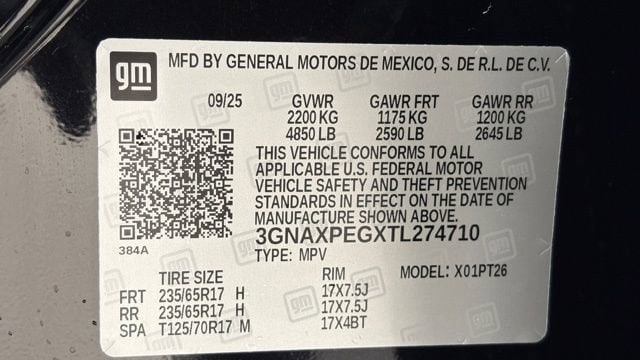 gm
MFD BY GENERAL MOTORS DE MEXICO, S. DE R.L. DE C.V.
09/25 GVWR GAWR FRT GAWR RR
2200 KG 1175 KG 1200 KG
4850 LB 2590 LB 2645 LB
THIS VEHICLE CONFORMS TO ALL
APPLICABLE U.S. FEDERAL MOTOR
VEHICLE SAFETY AND THEFT PREVENTION
STANDARDS IN EFFECT ON THE DATE OF
MANUFACTURE SHOWN ABOVE.
3GNAXPEGXTL274710
384A
TYPE: MPV
TIRE SIZE RIM MODEL: X01PT26
FRT 235/65R17 H 17X7.5J
RR 235/65R17 H 17X7.5J
SPA T125/70R17 M 17X4BT